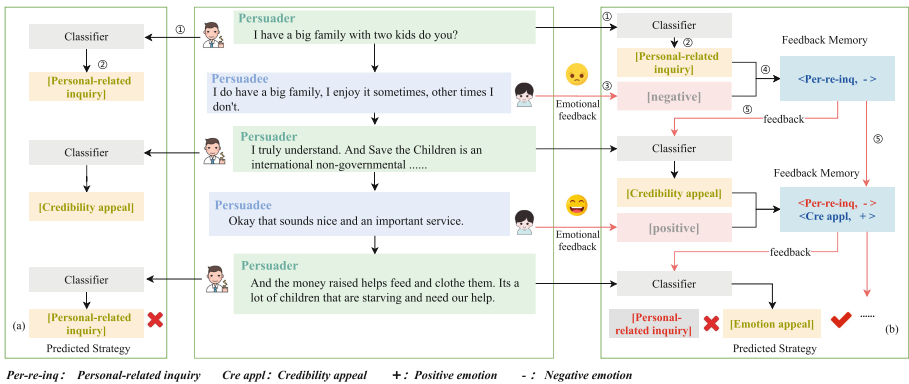 Classifier
①
②
[Personal-related
inquiry]
Classifier
[Credibility appeal]
Classifier
[Personal-related
inquiry]
(a)
Predicted Strategy
Persuader
I have a big family with two kids do you?
Persuadee
I do have a big family, I enjoy it sometimes, other times I
don't.
Persuader
I truly understand. And Save the Children is an
international non-governmental ......
Persuadee
Okay that sounds nice and an important service.
Persuader
And the money raised helps feed and clothe them. Its a
lot of children that are starving and need our help.
①
Classifier
②
[Personal-related
inquiry]
③
[negative]
Emotional
feedback
④
Feedback Memory
<Per-re-inq, - >
⑤
feedback
⑤
Classifier
[Credibility appeal]
[positive]
Emotional
feedback
Feedback Memory
<Per-re-inq, - >
<Cre appl, + >
feedback
Classifier
[Personal-
related inquiry]
[Emotion appeal]
......
(b)
Predicted Strategy
Per-re-inq: Personal-related inquiry Cre appl: Credibility appeal +: Positive emotion -: Negative emotion